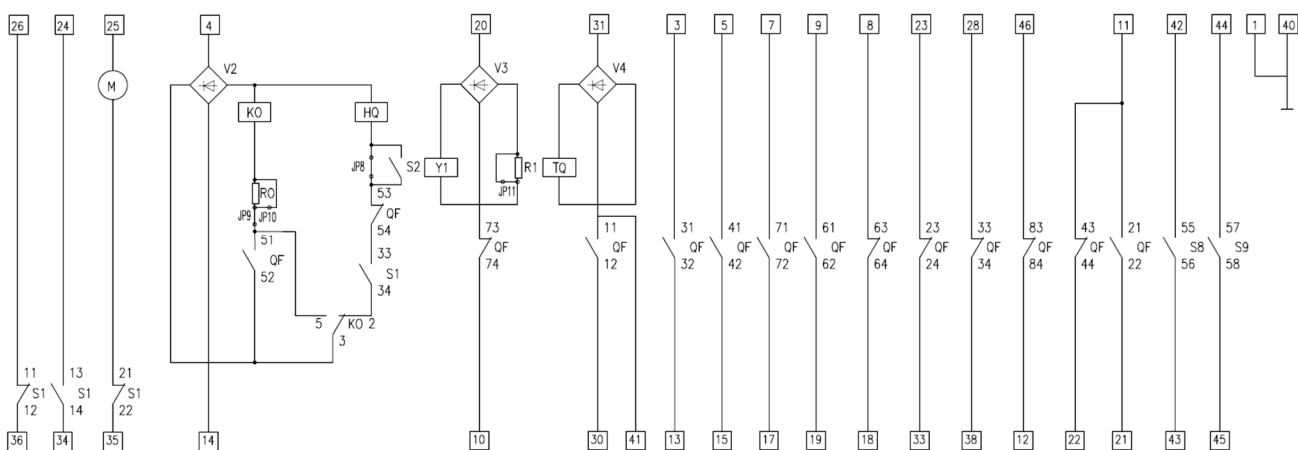 26 24 25 4 20 31 3 5 7 9 8 23 28 46 11 42 44 1 40
V2 V3 V4
M
KO HQ
JP8 S2 Y1 R1 TQ
RO JP11
53
JP9 JP10 QF
54
51 73 11 31 41 71 61 63 23 33 83 43 21 55 57
QF 33 QF QF QF QF QF QF QF QF QF QF QF QF S8 S9
52 S1 74 12 32 42 72 62 64 24 34 84 44 22 56 58
34
5 KO 2
3
11 13 21
S1 S1 S1
12 14 22
36 34 35 14 10 30 41 13 15 17 19 18 33 38 12 22 21 43 45